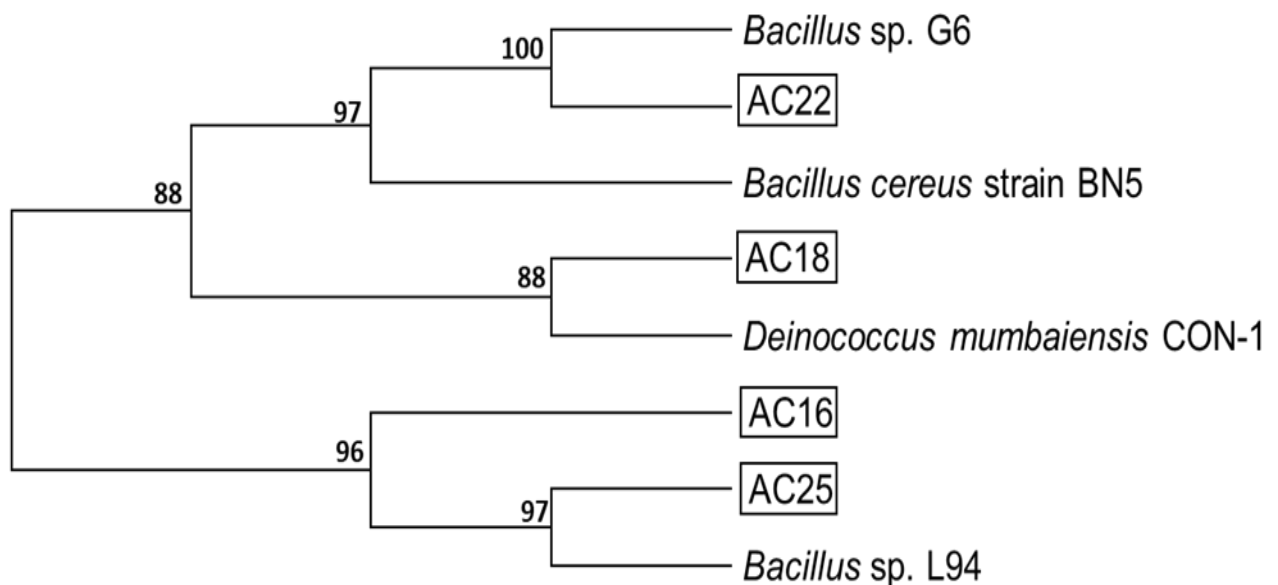 Bacillus sp. G6
100
AC22
97
Bacillus cereus strain BN5
88
AC18
88
Deinococcus mumbaiensis CON-1
AC16
96
AC25
97
Bacillus sp. L94